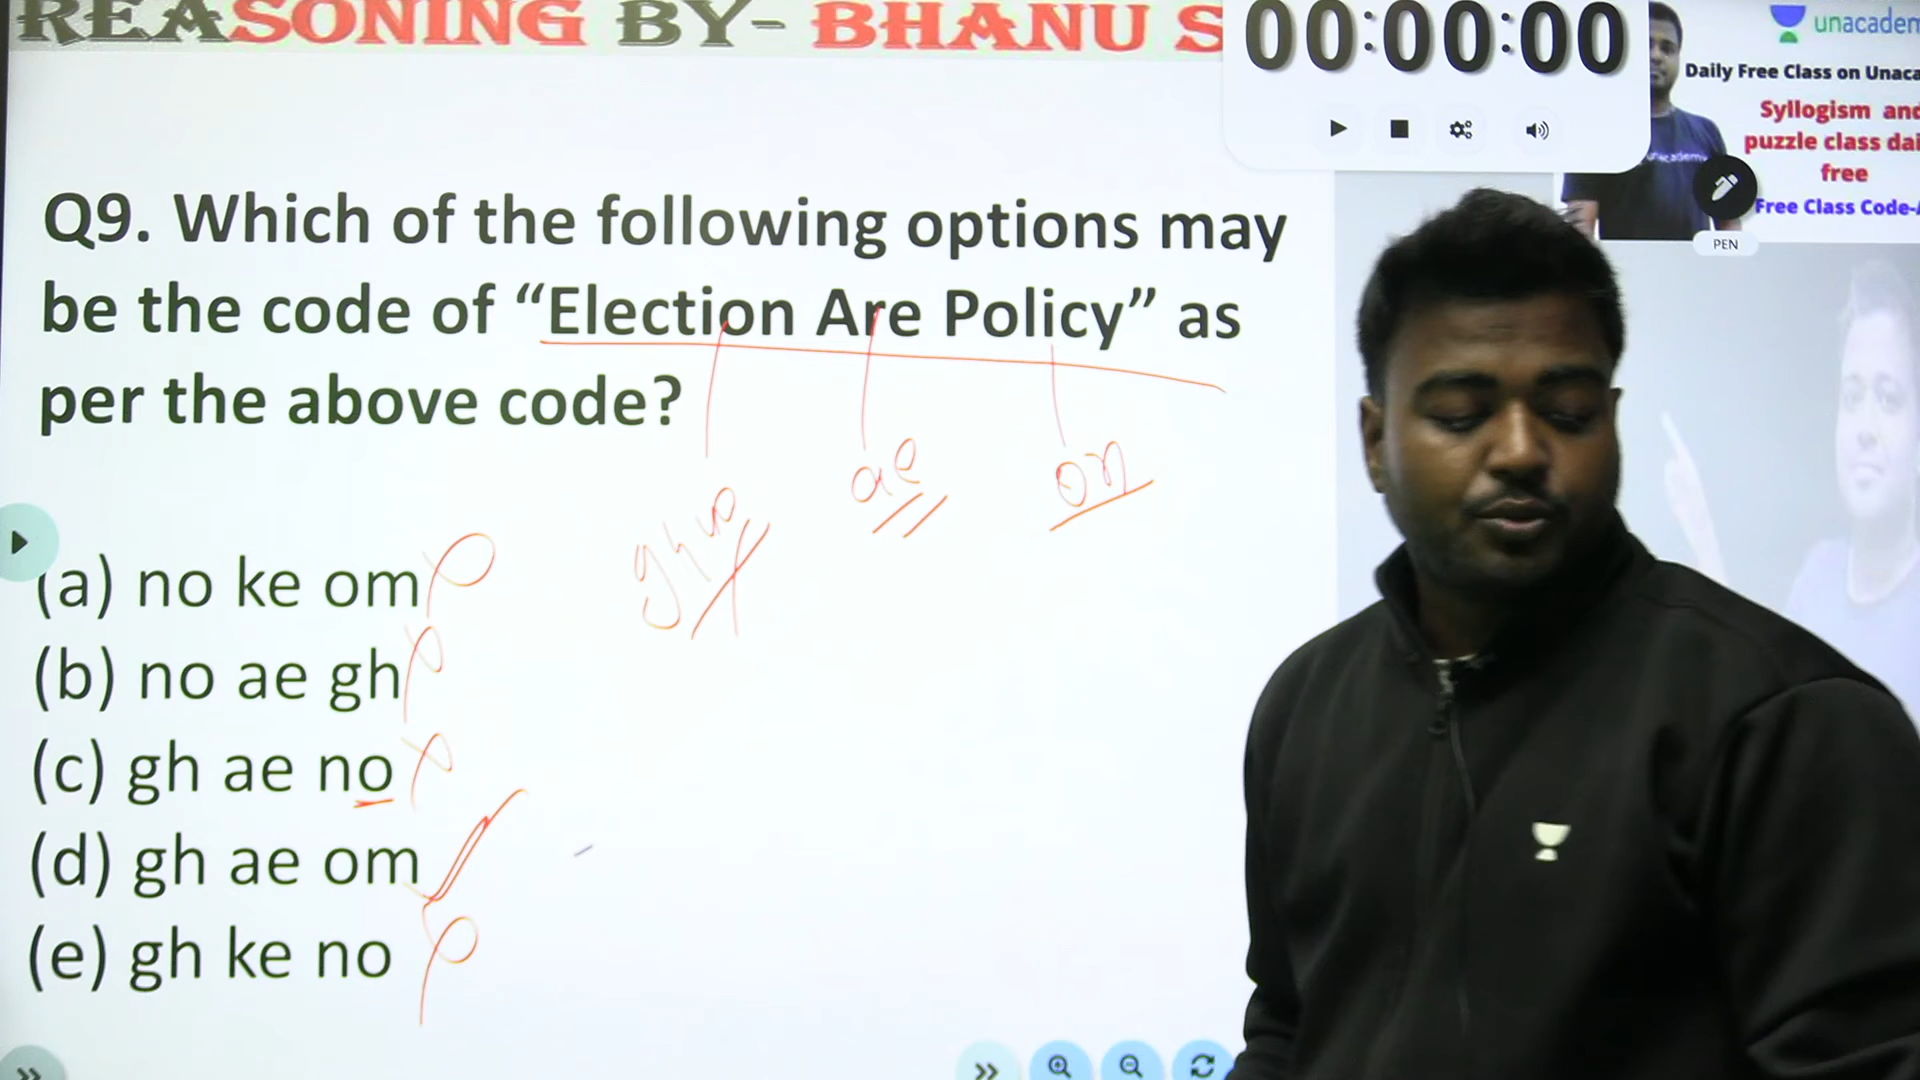 REASONING BY- BHANU S
00:00:00
unacadem
Daily Free Class on Unaca
Syllogism and
puzzle class dai
free
Free Class Code-
PEN
Q9. Which of the following options may
be the code of “Election Are Policy” as
per the above code?
ae
om
(a) no ke om
(b) no ae gh
(c) gh ae no
(d) gh ae om
(e) gh ke no